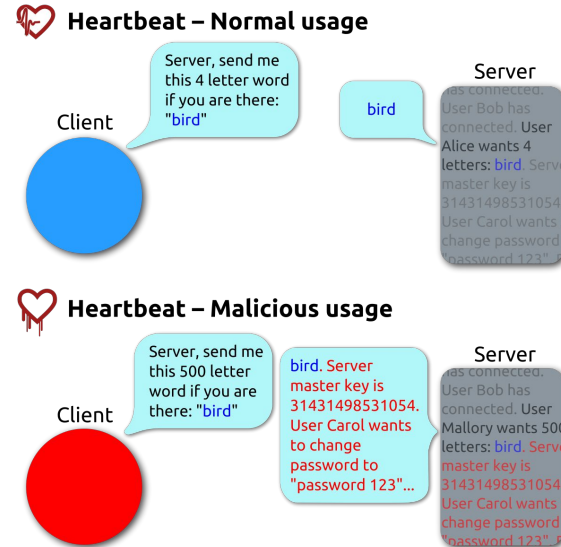 Heartbeat – Normal usage
Server, send me
this 4 letter word
if you are there:
"bird"
Client
bird
Server
has connected.
User Bob has
connected. User
Alice wants 4
letters: bird. Serve
master key is
31431498531054
User Carol wants
change password
"password 123"
Heartbeat – Malicious usage
Server, send me
this 500 letter
word if you are
there: "bird"
Client
bird. Server
master key is
31431498531054.
User Carol wants
to change
password to
"password 123"...
Server
has connected.
User Bob has
connected. User
Mallory wants 500
letters: bird. Serve
master key is
31431498531054
User Carol wants
change password
"password 123"